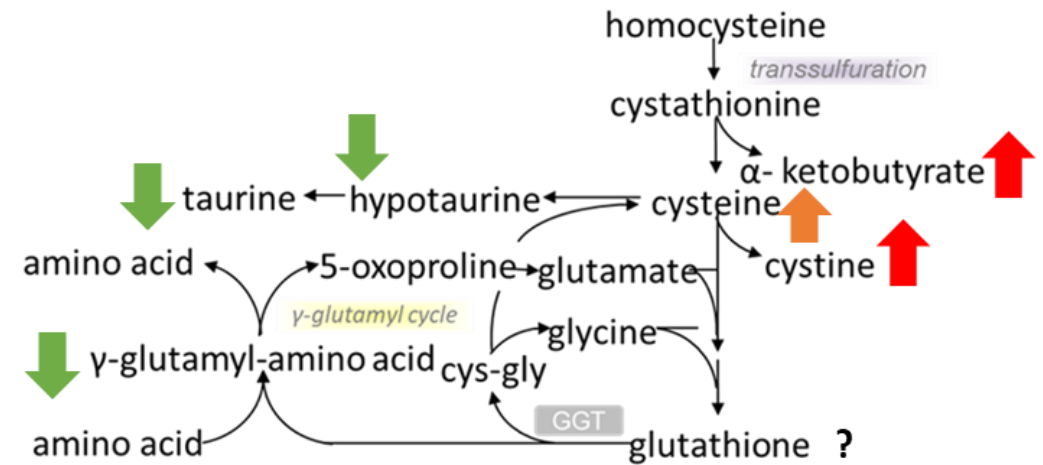 homocysteine
transsulfuration
cystathionine
α- ketobutyrate
taurine
hypotaurine
cysteine
amino acid
5-oxoproline
glutamate
cystine
γ-glutamyl cycle
glycine
γ-glutamyl-amino acid
cys-gly
GGT
amino acid
glutathione ?